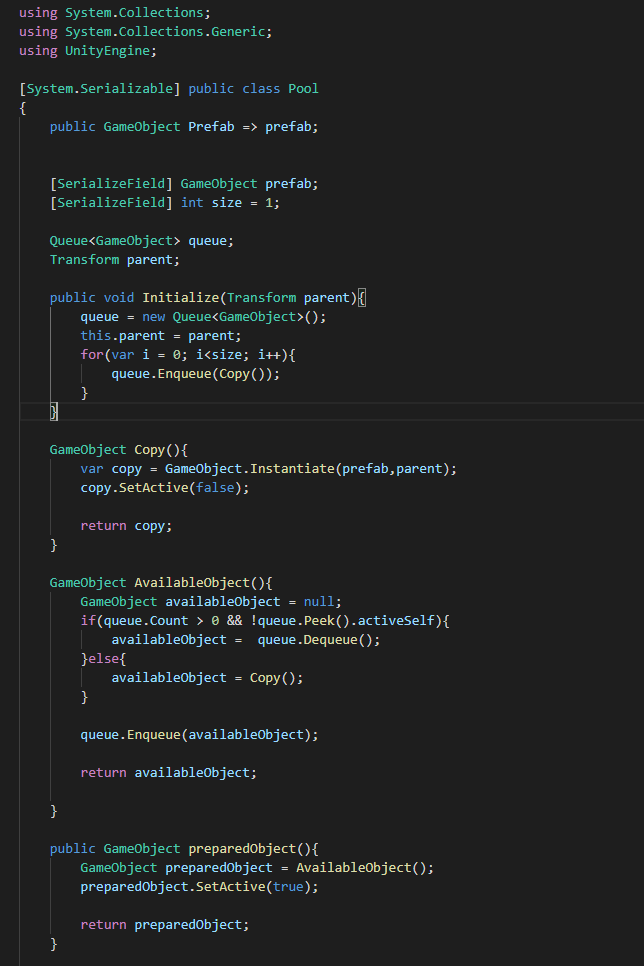 using System.Collections;
using System.Collections.Generic;
using UnityEngine;
[System.Serializable] public class Pool
{
public GameObject Prefab => prefab;
[SerializeField] GameObject prefab;
[SerializeField] int size = 1;
Queue<GameObject> queue;
Transform parent;
public void Initialize(Transform parent){
queue = new Queue<GameObject>();
this.parent = parent;
for(var i = 0; i<size; i++){
queue.Enqueue(Copy());
}
}
GameObject Copy(){
var copy = GameObject.Instantiate(prefab,parent);
copy.SetActive(false);
return copy;
}
GameObject AvailableObject(){
GameObject availableObject = null;
if(queue.Count > 0 && !queue.Peek().activeSelf){
availableObject =  queue.Dequeue();
}else{
availableObject = Copy();
}
queue.Enqueue(availableObject);
return availableObject;
}
public GameObject preparedObject(){
GameObject preparedObject = AvailableObject();
preparedObject.SetActive(true);
return preparedObject;
}